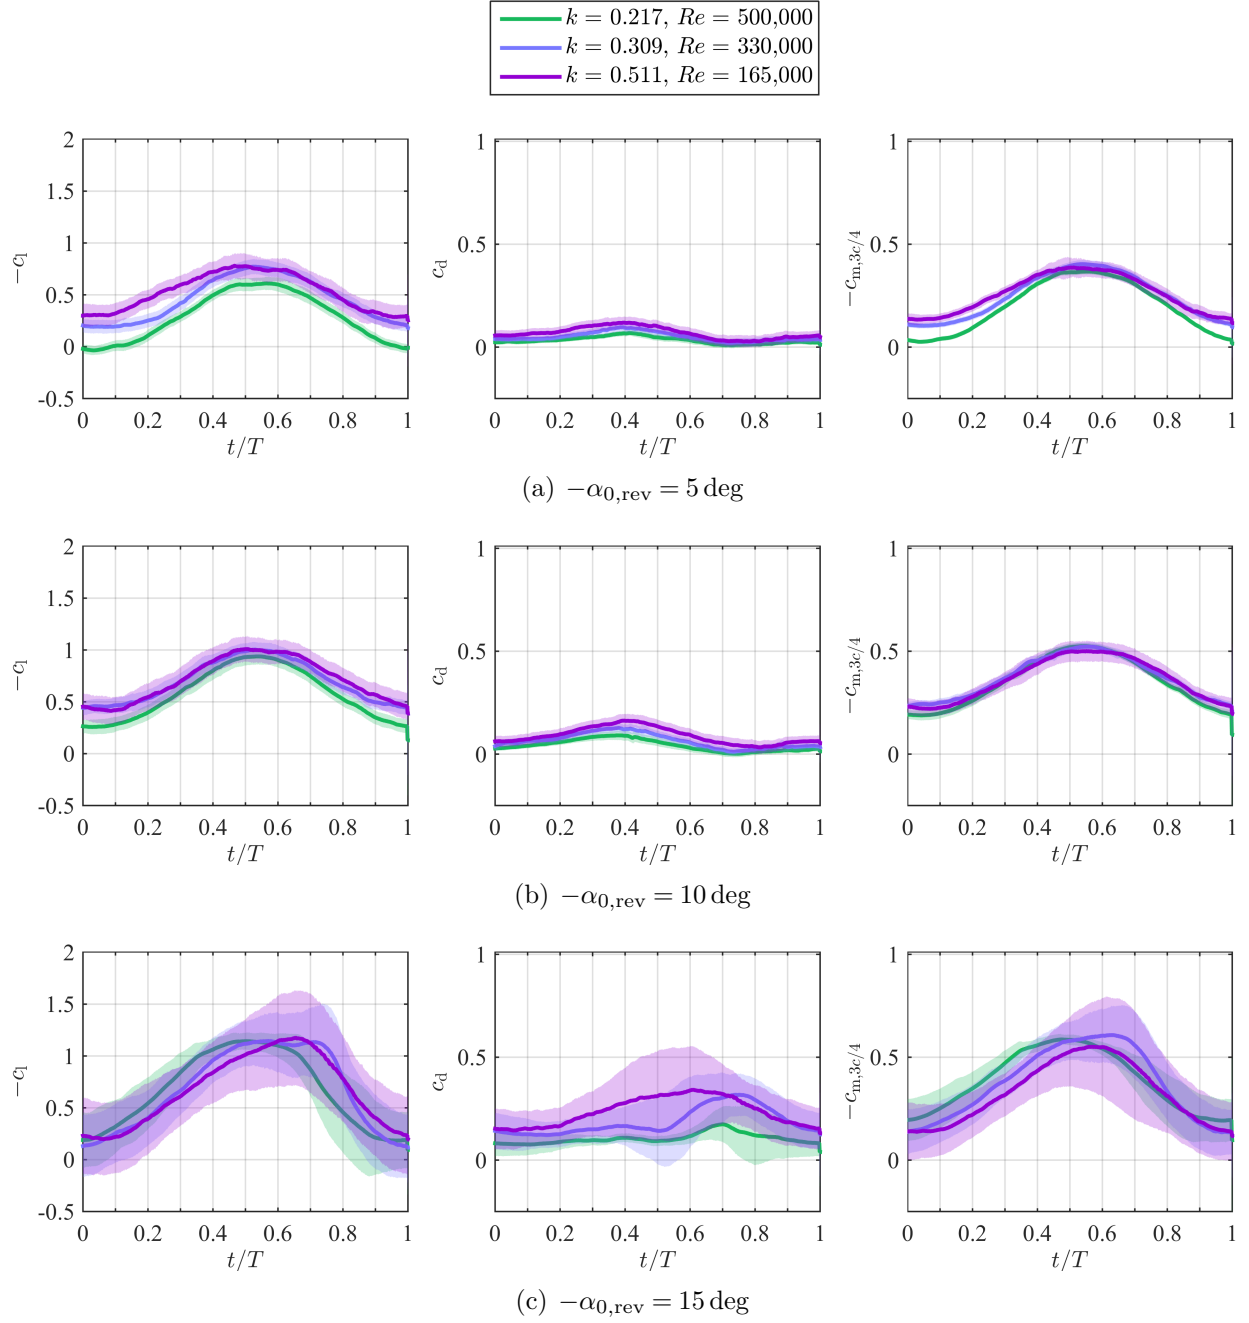 k = 0.217, Re = 500,000
k = 0.309, Re = 330,000
k = 0.511, Re = 165,000
2
1.5
1
0.5
0
-0.5
−c_l
0 0.2 0.4 0.6 0.8 1
t/T
1
0.5
0
c_d
0 0.2 0.4 0.6 0.8 1
t/T
1
0.5
0
−c_{m,3c/4}
0 0.2 0.4 0.6 0.8 1
t/T
(a) −α_{0,rev} = 5 deg
2
1.5
1
0.5
0
-0.5
−c_l
0 0.2 0.4 0.6 0.8 1
t/T
1
0.5
0
c_d
0 0.2 0.4 0.6 0.8 1
t/T
1
0.5
0
−c_{m,3c/4}
0 0.2 0.4 0.6 0.8 1
t/T
(b) −α_{0,rev} = 10 deg
2
1.5
1
0.5
0
-0.5
−c_l
0 0.2 0.4 0.6 0.8 1
t/T
1
0.5
0
c_d
0 0.2 0.4 0.6 0.8 1
t/T
1
0.5
0
−c_{m,3c/4}
0 0.2 0.4 0.6 0.8 1
t/T
(c) −α_{0,rev} = 15 deg